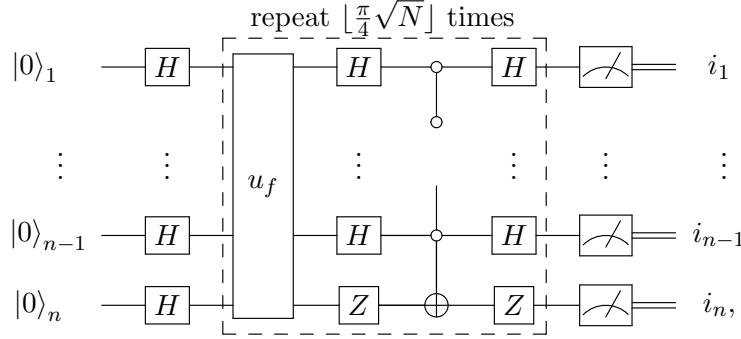 repeat ⌊π/4 √N⌋ times
|0⟩₁ H H H i₁
⋮ ⋮ ⋮ ⋮ ⋮ ⋮
u_f
|0⟩ₙ₋₁ H H H iₙ₋₁
|0⟩ₙ H Z Z iₙ,